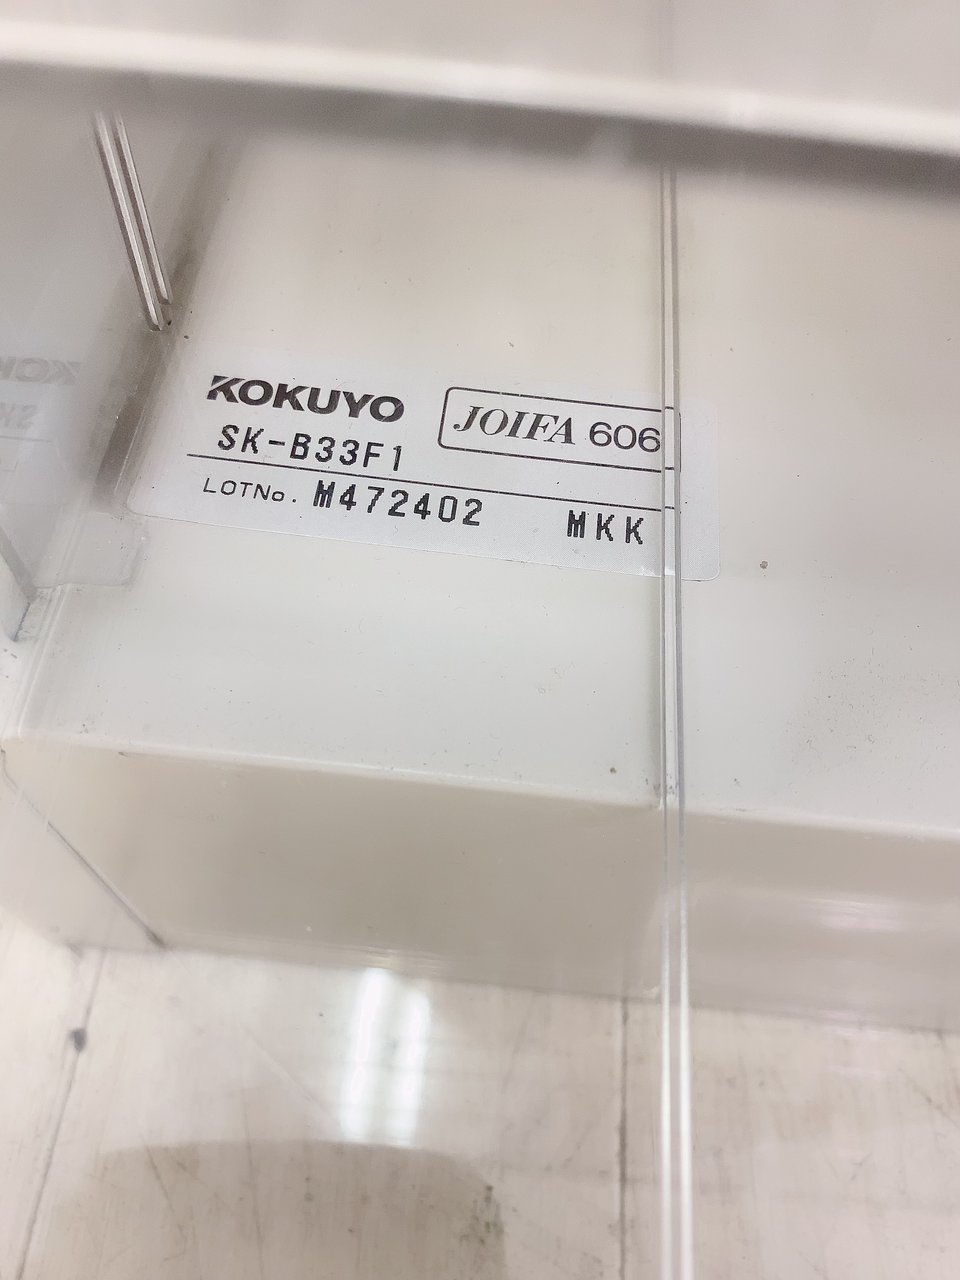 KOKUYO JOIFA 606
SK-B33F1
LOTNo. M472402 MKK